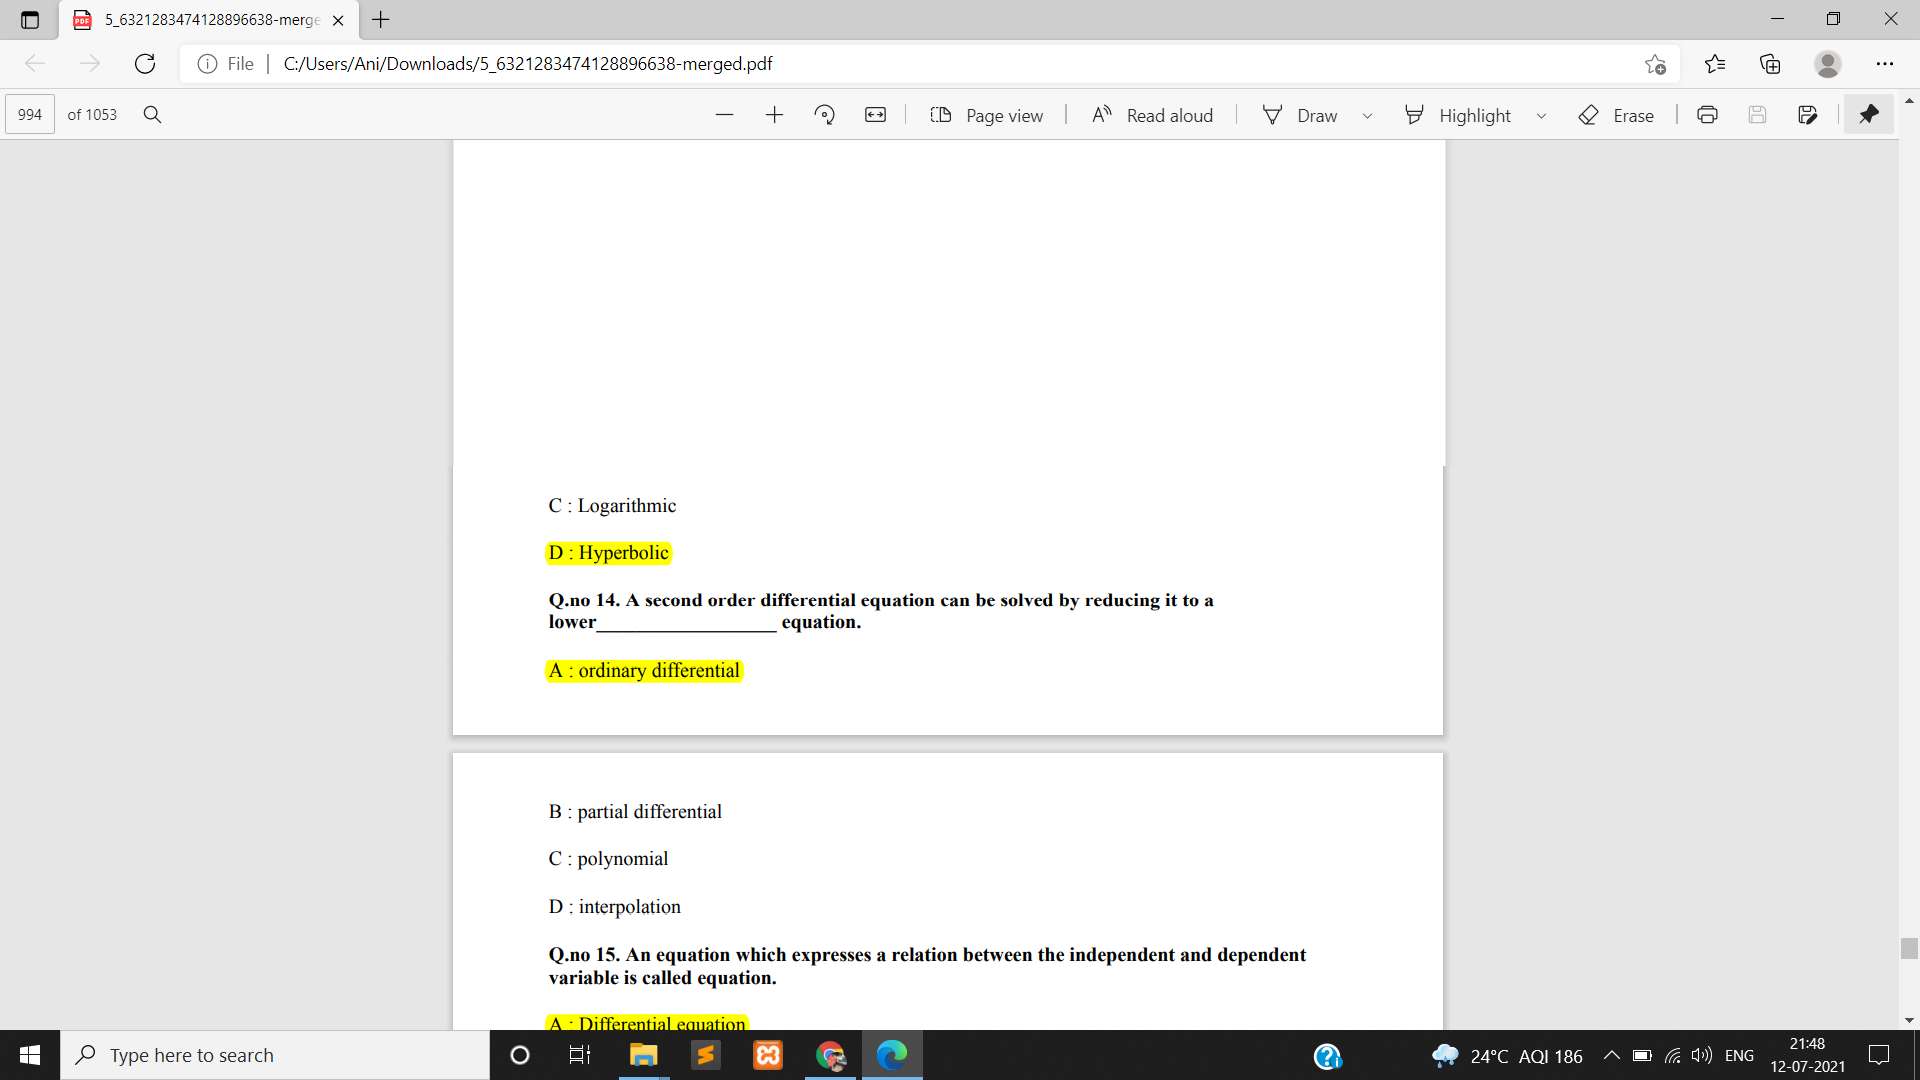 5_6321283474128896638-merge
File
C:/Users/Ani/Downloads/5_6321283474128896638-merged.pdf
994 of 1053
Page view
Read aloud
Draw
Highlight
Erase
C : Logarithmic
D : Hyperbolic
Q.no 14. A second order differential equation can be solved by reducing it to a
lower__________________ equation.
A : ordinary differential
B : partial differential
C : polynomial
D : interpolation
Q.no 15. An equation which expresses a relation between the independent and dependent
variable is called equation.
A : Differential equation
Type here to search
24°C AQI 186
ENG
21:48
12-07-2021